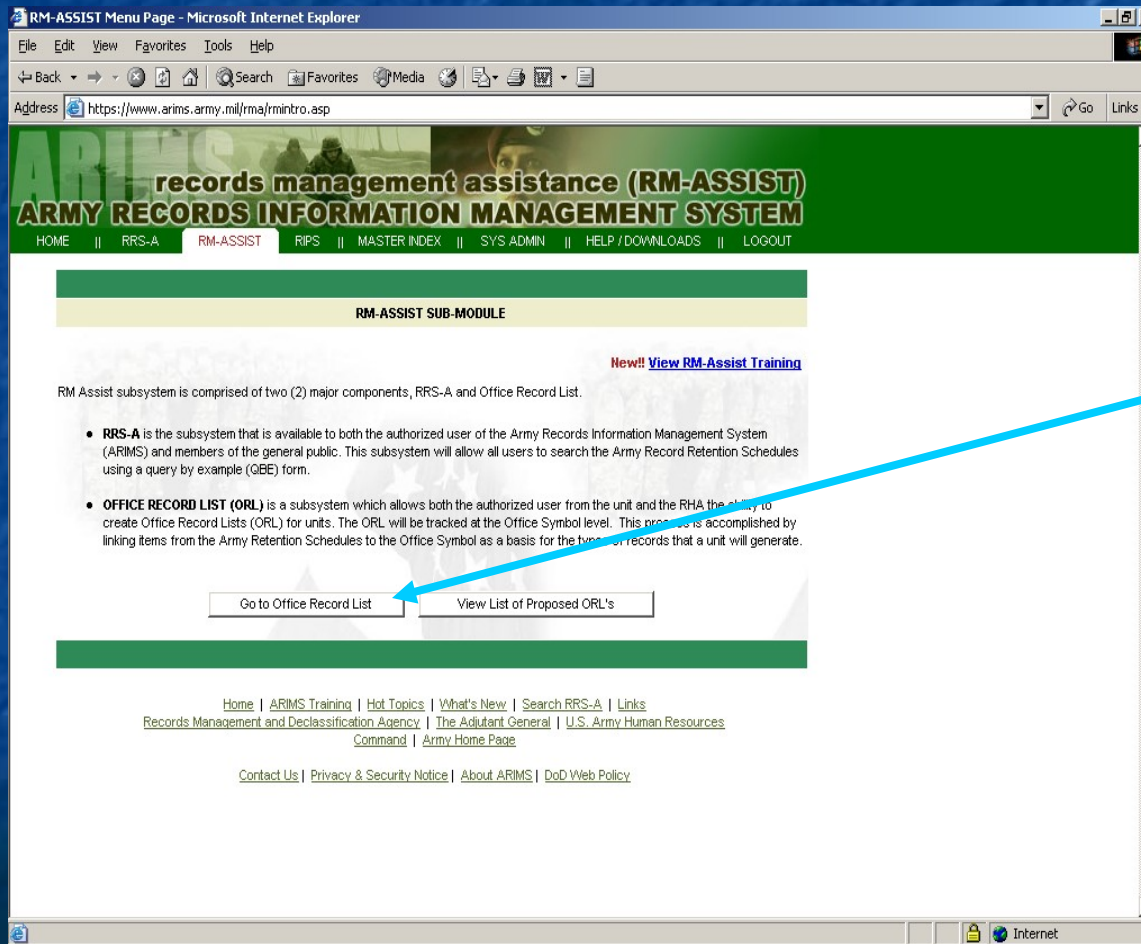 RM-ASSIST Menu Page - Microsoft Internet Explorer
File Edit View Favorites Tools Help
Back Search Favorites Media
Address https://www.arims.army.mil/rma/rmintro.asp Go Links
ARIMS
records management assistance (RM-ASSIST)
ARMY RECORDS INFORMATION MANAGEMENT SYSTEM
HOME || RRS-A RM-ASSIST RIPS || MASTER INDEX || SYS ADMIN || HELP / DOWNLOADS || LOGOUT
RM-ASSIST SUB-MODULE
New!! View RM-Assist Training
RM Assist subsystem is comprised of two (2) major components, RRS-A and Office Record List.
● RRS-A is the subsystem that is available to both the authorized user of the Army Records Information Management System
(ARIMS) and members of the general public. This subsystem will allow all users to search the Army Record Retention Schedules
using a query by example (QBE) form.
● OFFICE RECORD LIST (ORL) is a subsystem which allows both the authorized user from the unit and the RHA the ability to
create Office Record Lists (ORL) for units. The ORL will be tracked at the Office Symbol level. This process is accomplished by
linking items from the Army Retention Schedules to the Office Symbol as a basis for the types of records that a unit will generate.
Go to Office Record List View List of Proposed ORL's
Home | ARIMS Training | Hot Topics | What's New | Search RRS-A | Links
Records Management and Declassification Agency | The Adjutant General | U.S. Army Human Resources
Command | Army Home Page
Contact Us | Privacy & Security Notice | About ARIMS | DoD Web Policy
Internet